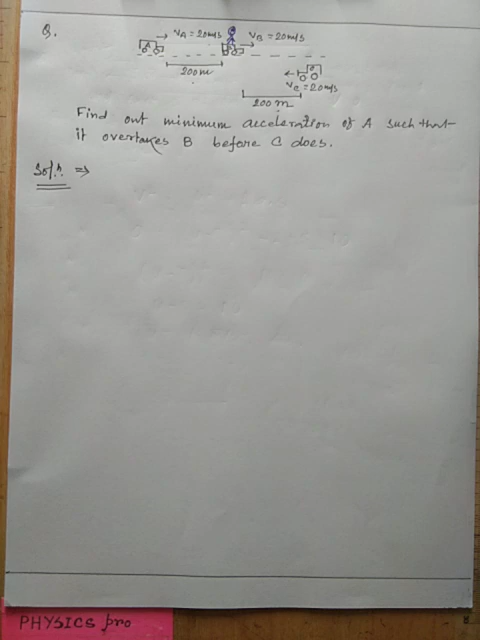 Q.
A → VA = 20m/s B → VB = 20m/s
200m
← C
VC = 20m/s
200 m
Find out minimum acceleration of A such that
it overtakes B before C does.
Solⁿ. ⇒
PHYSICS pro